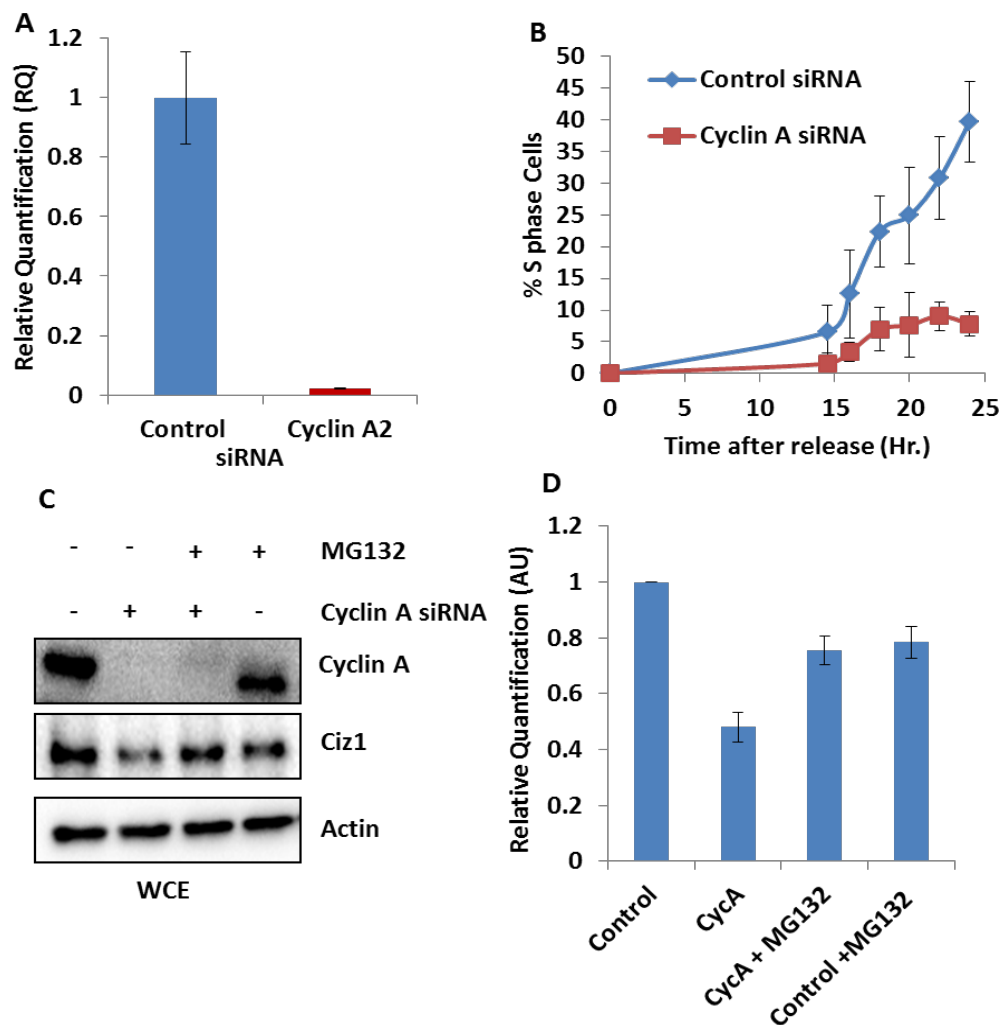 A
Relative Quantification (RQ)
1.2
1
0.8
0.6
0.4
0.2
0
Control
Cyclin A2
siRNA
B
% S phase Cells
50
45
40
35
30
25
20
15
10
5
0
0 5 10 15 20 25
Time after release (Hr.)
Control siRNA
Cyclin A siRNA
C
- - + + MG132
- + + - Cyclin A siRNA
Cyclin A
Ciz1
Actin
WCE
D
Relative Quantification (AU)
1.2
1
0.8
0.6
0.4
0.2
0
Control
CycA
CycA + MG132
Control +MG132